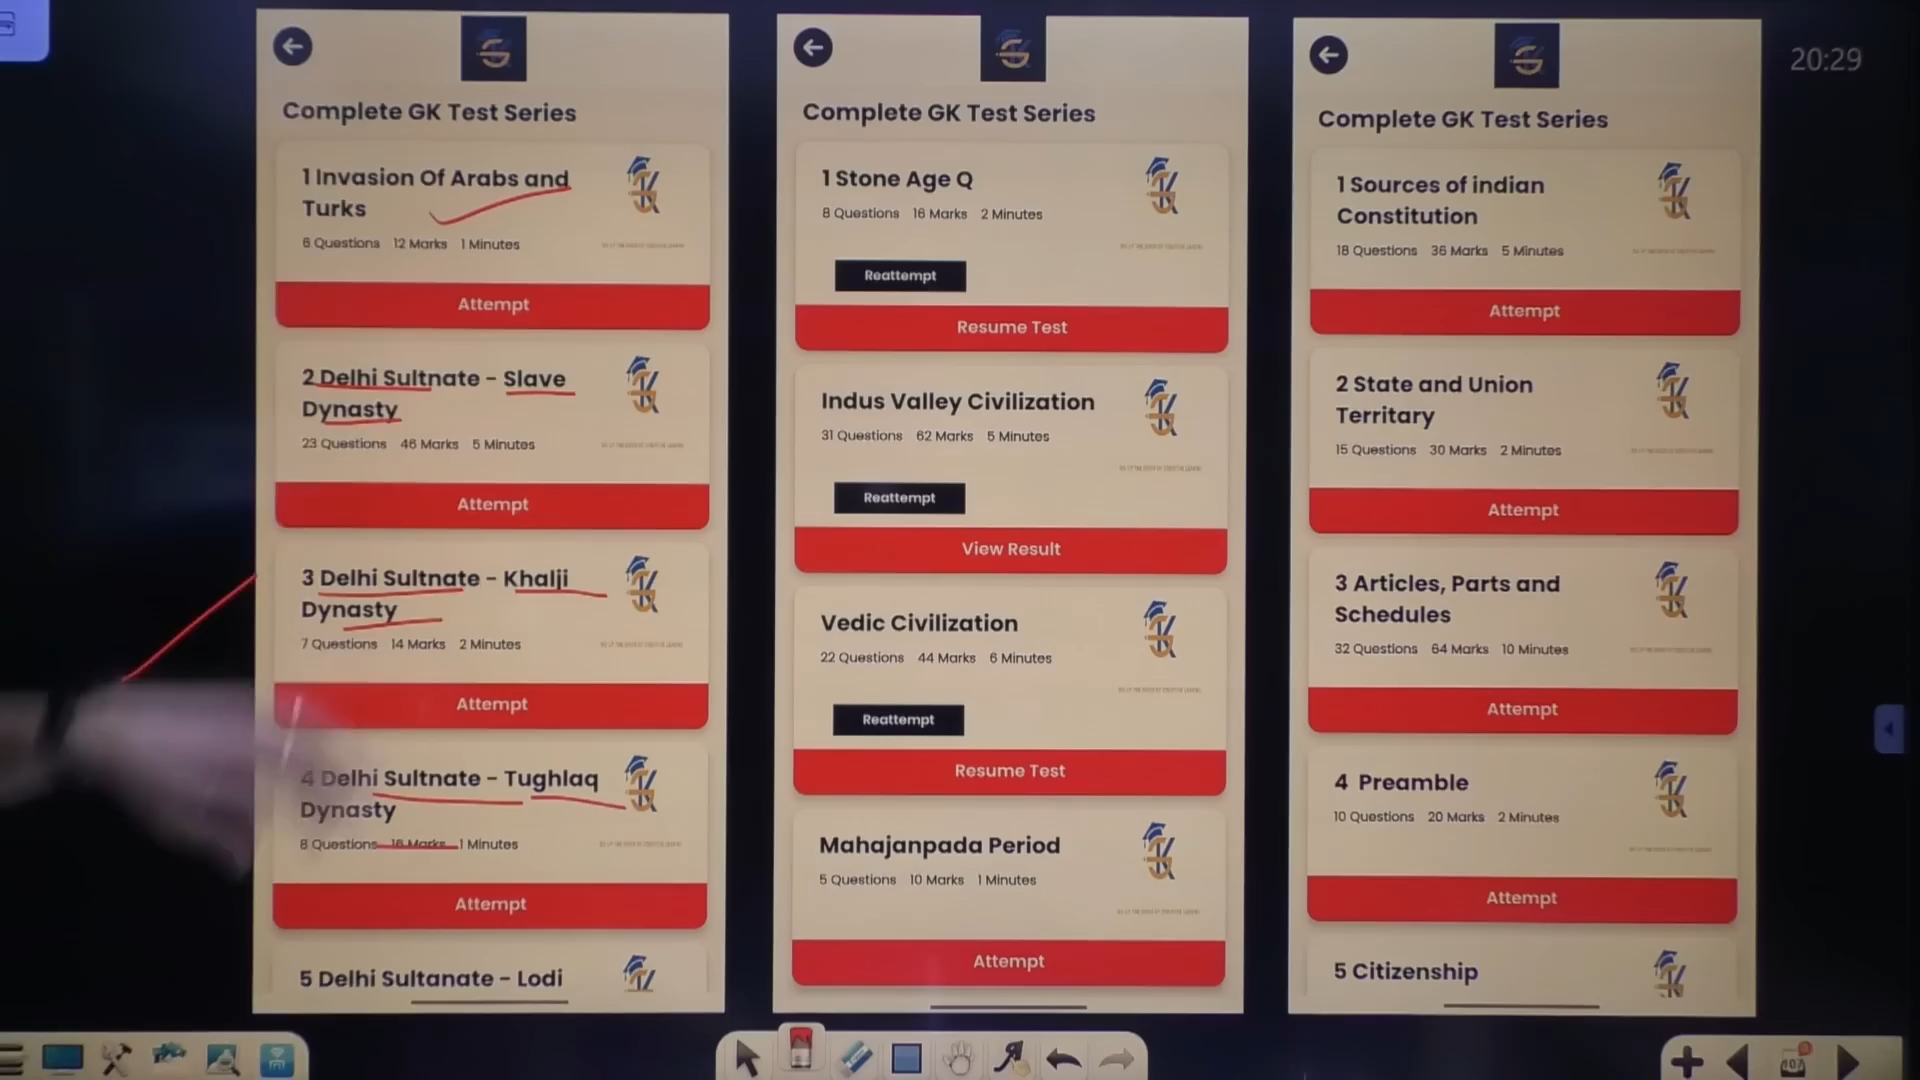 20:29
Complete GK Test Series
1 Invasion Of Arabs and
Turks
6 Questions 12 Marks 1 Minutes
Attempt
2 Delhi Sultnate - Slave
Dynasty
23 Questions 46 Marks 5 Minutes
Attempt
3 Delhi Sultnate - Khalji
Dynasty
7 Questions 14 Marks 2 Minutes
Attempt
4 Delhi Sultnate - Tughlaq
Dynasty
8 Questions 16 Marks 1 Minutes
Attempt
5 Delhi Sultanate - Lodi
Complete GK Test Series
1 Stone Age Q
8 Questions 16 Marks 2 Minutes
Reattempt
Resume Test
Indus Valley Civilization
31 Questions 62 Marks 5 Minutes
Reattempt
View Result
Vedic Civilization
22 Questions 44 Marks 6 Minutes
Reattempt
Resume Test
Mahajanpada Period
5 Questions 10 Marks 1 Minutes
Attempt
Complete GK Test Series
1 Sources of indian
Constitution
18 Questions 36 Marks 5 Minutes
Attempt
2 State and Union
Territary
15 Questions 30 Marks 2 Minutes
Attempt
3 Articles, Parts and
Schedules
32 Questions 64 Marks 10 Minutes
Attempt
4 Preamble
10 Questions 20 Marks 2 Minutes
Attempt
5 Citizenship